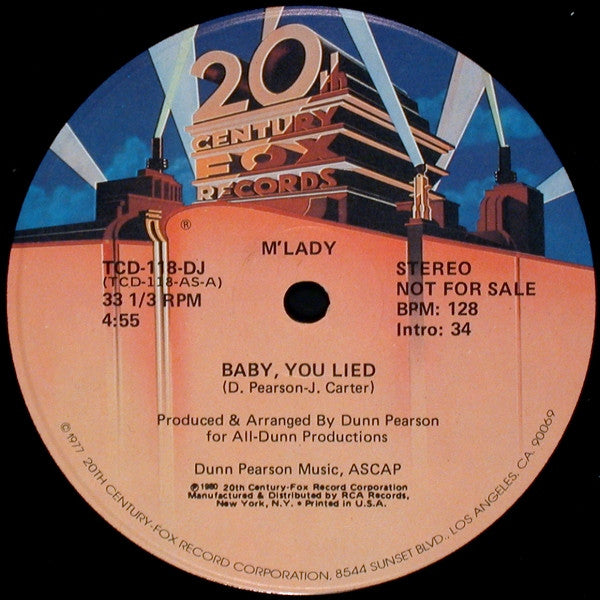 20th
CENTURY
FOX
RECORDS
®
M'LADY
TCD-118-DJ
(TCD-118-AS-A)
33 1/3 RPM
4:55
STEREO
NOT FOR SALE
BPM: 128
Intro: 34
BABY, YOU LIED
(D. Pearson-J. Carter)
Produced & Arranged By Dunn Pearson
for All-Dunn Productions
Dunn Pearson Music, ASCAP
℗ 1980 20th Century-Fox Record Corporation
Manufactured & Distributed by RCA Records,
New York, N.Y. • Printed in U.S.A.
©1977 20TH CENTURY-FOX RECORD CORPORATION, 8544 SUNSET BLVD., LOS ANGELES, CA. 90069